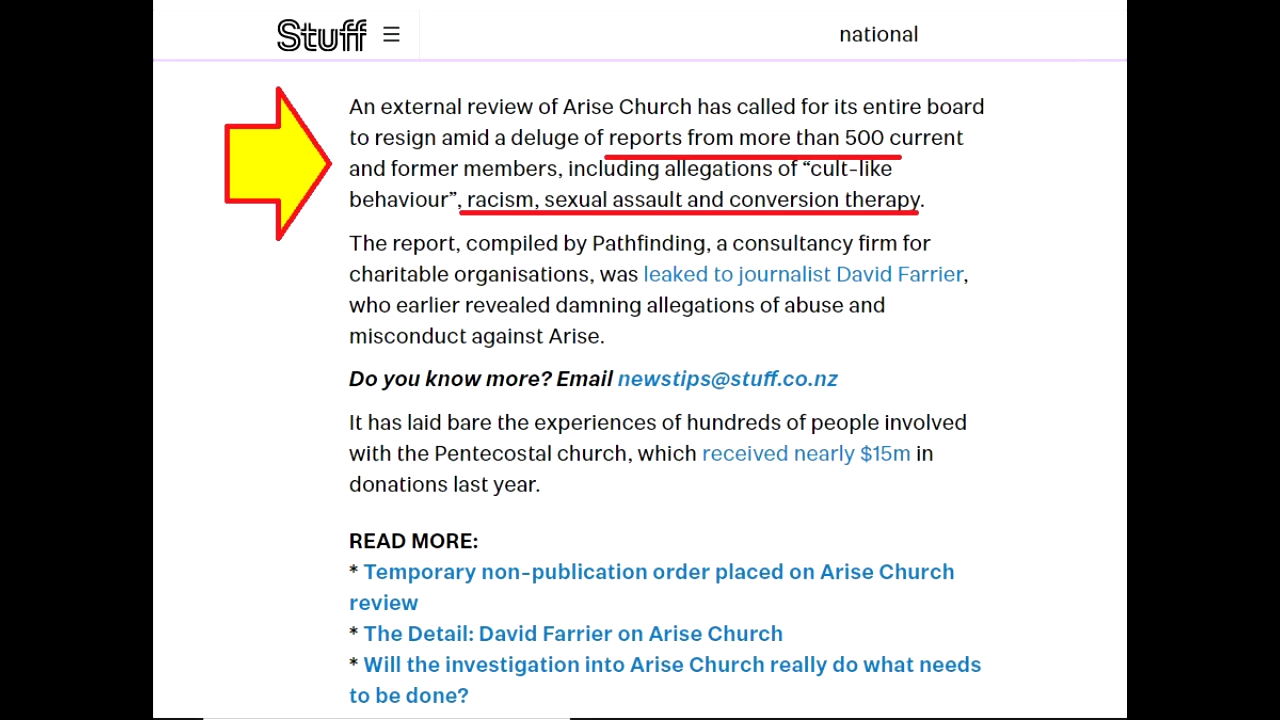 Stuff
national
An external review of Arise Church has called for its entire board
to resign amid a deluge of reports from more than 500 current
and former members, including allegations of “cult-like
behaviour”, racism, sexual assault and conversion therapy.
The report, compiled by Pathfinding, a consultancy firm for
charitable organisations, was leaked to journalist David Farrier,
who earlier revealed damning allegations of abuse and
misconduct against Arise.
Do you know more? Email newstips@stuff.co.nz
It has laid bare the experiences of hundreds of people involved
with the Pentecostal church, which received nearly $15m in
donations last year.
READ MORE:
* Temporary non-publication order placed on Arise Church
review
* The Detail: David Farrier on Arise Church
* Will the investigation into Arise Church really do what needs
to be done?